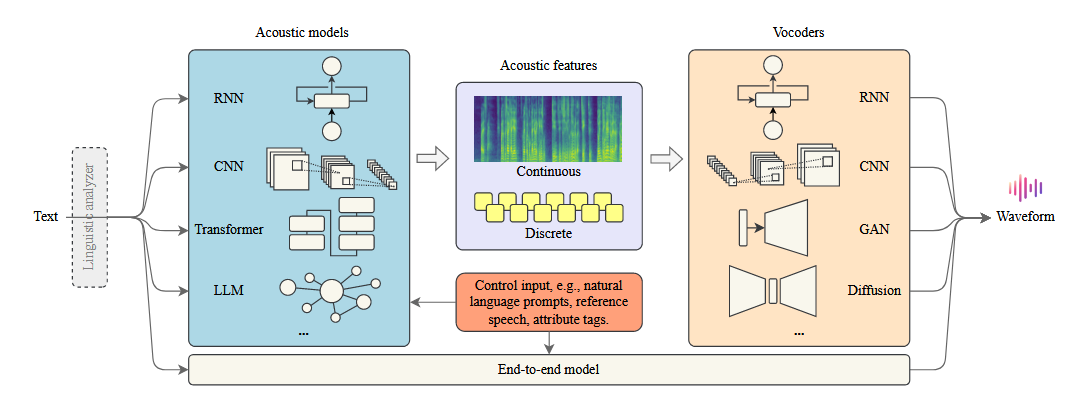 Acoustic models
Vocoders
Acoustic features
RNN
CNN
Transformer
LLM
...
Text
Linguistic analyzer
Continuous
Discrete
Control input, e.g., natural
language prompts, reference
speech, attribute tags.
RNN
CNN
GAN
Diffusion
...
Waveform
End-to-end model